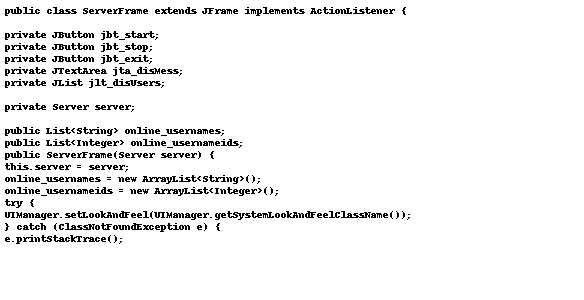 public class ServerFrame extends JFrame implements ActionListener {
private JButton jbt_start;
private JButton jbt_stop;
private JButton jbt_exit;
private JTextArea jta_disMess;
private JList jlt_disUsers;
private Server server;
public List<String> online_usernames;
public List<Integer> online_usernameids;
public ServerFrame(Server server) {
this.server = server;
online_usernames = new ArrayList<String>();
online_usernameids = new ArrayList<Integer>();
try {
UIManager.setLookAndFeel(UIManager.getSystemLookAndFeelClassName());
} catch (ClassNotFoundException e) {
e.printStackTrace();